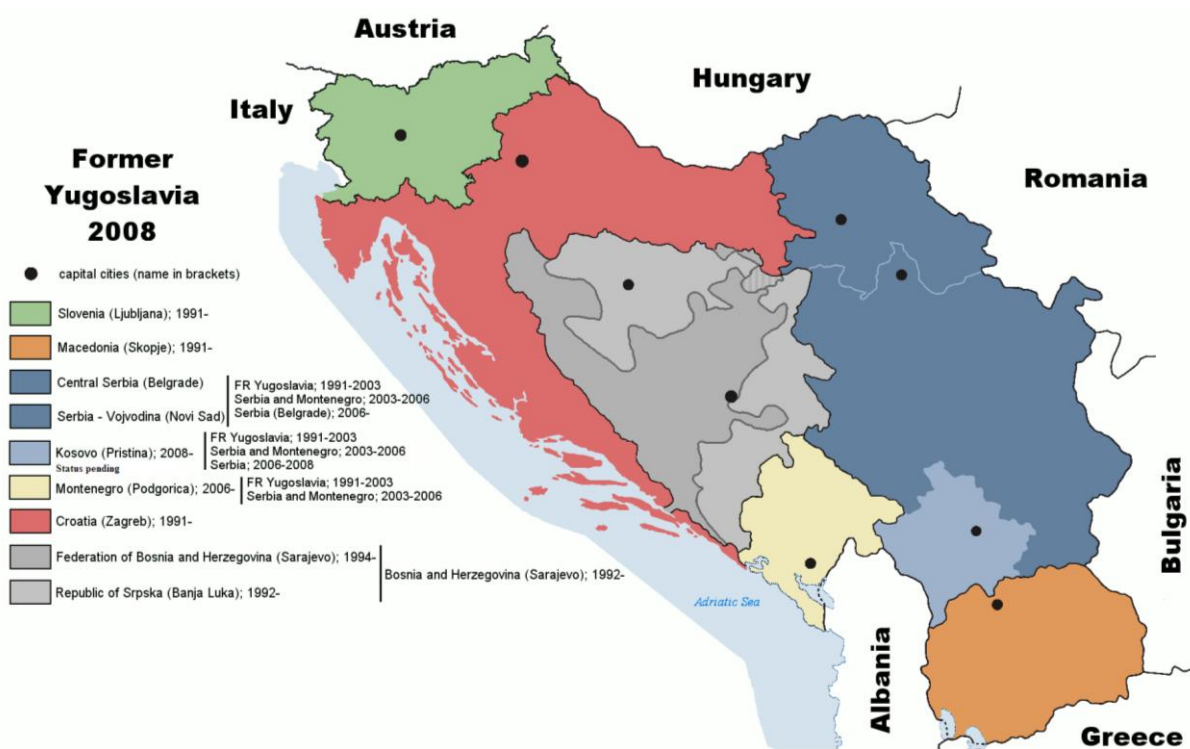 Austria
Hungary
Italy
Romania
Former
Yugoslavia
2008
capital cities (name in brackets)
Slovenia (Ljubljana); 1991-
Macedonia (Skopje); 1991-
Central Serbia (Belgrade)
Serbia - Vojvodina (Novi Sad)
FR Yugoslavia; 1991-2003
Serbia and Montenegro; 2003-2006
Serbia (Belgrade); 2006-
Kosovo (Pristina); 2008-
Status pending
FR Yugoslavia; 1991-2003
Serbia and Montenegro; 2003-2006
Serbia; 2006-2008
Montenegro (Podgorica); 2006-
FR Yugoslavia; 1991-2003
Serbia and Montenegro; 2003-2006
Croatia (Zagreb); 1991-
Federation of Bosnia and Herzegovina (Sarajevo); 1994-
Republic of Srpska (Banja Luka); 1992-
Bosnia and Herzegovina (Sarajevo); 1992-
Adriatic Sea
Albania
Bulgaria
Greece